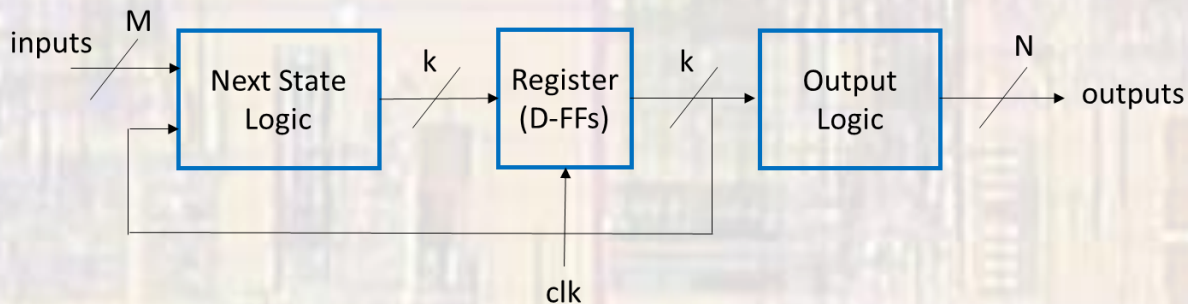 inputs
M
Next State
Logic
k
Register
(D-FFs)
k
Output
Logic
N
outputs
clk